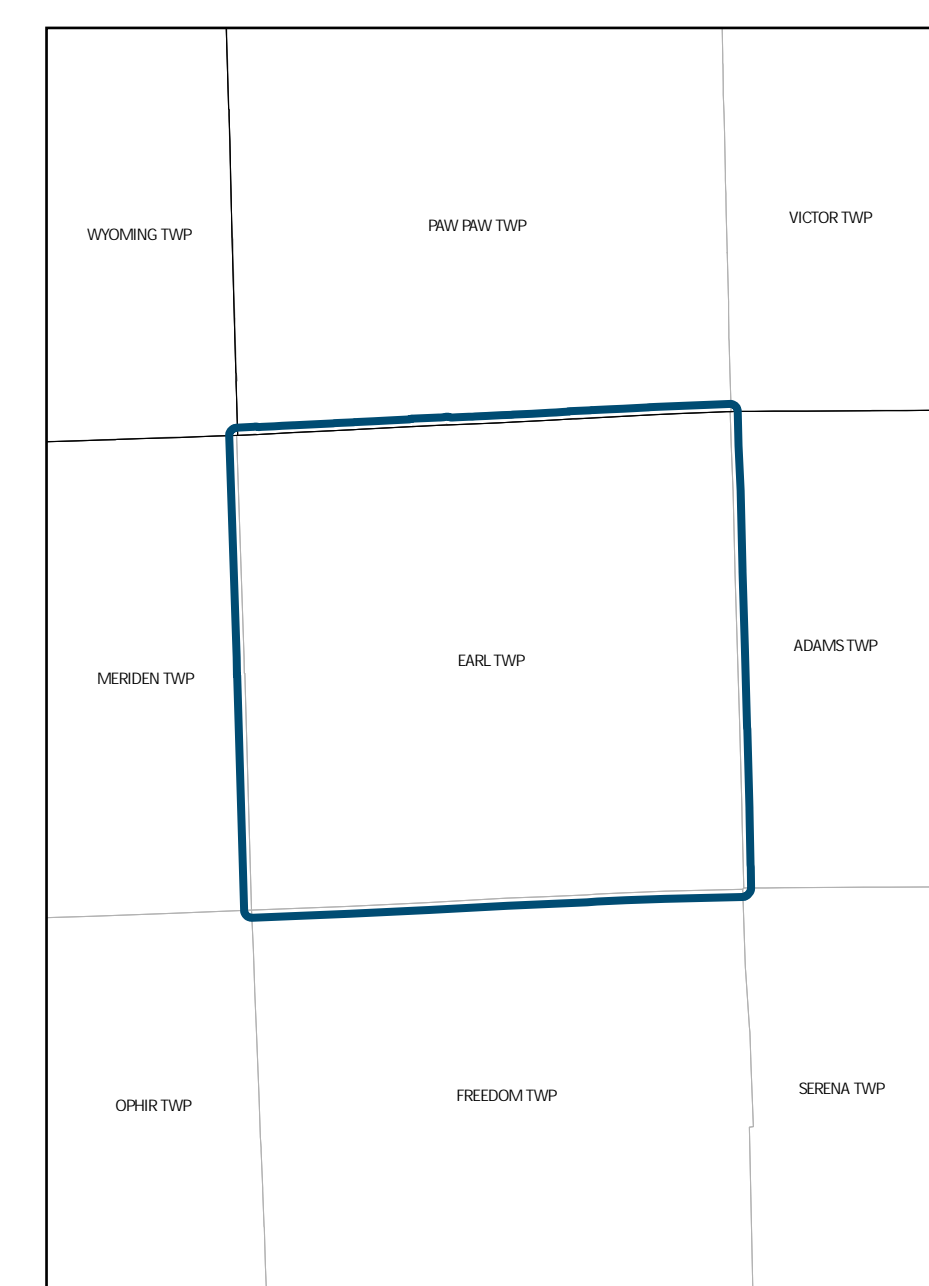 WYOMING TWP
PAW PAW TWP
VICTOR TWP
MERIDEN TWP
EARL TWP
ADAMS TWP
OPHIR TWP
FREEDOM TWP
SERENA TWP